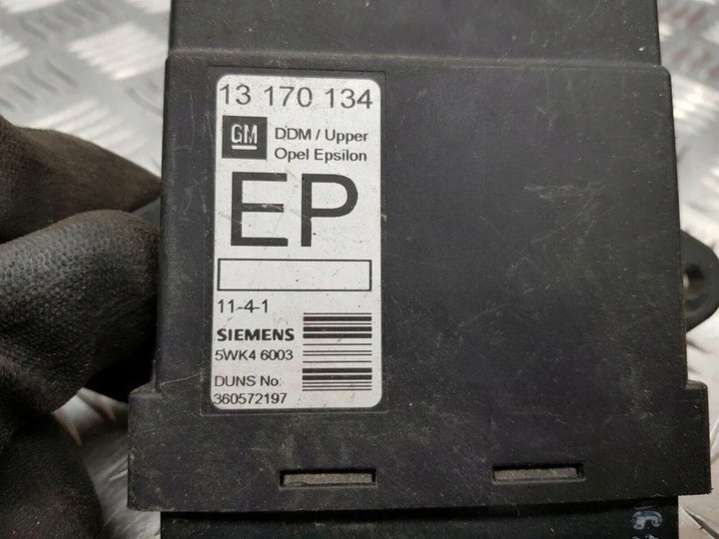 13 170 134
GM DDM / Upper
Opel Epsilon
EP
11-4-1
SIEMENS
5WK4 6003
DUNS No:
360572197